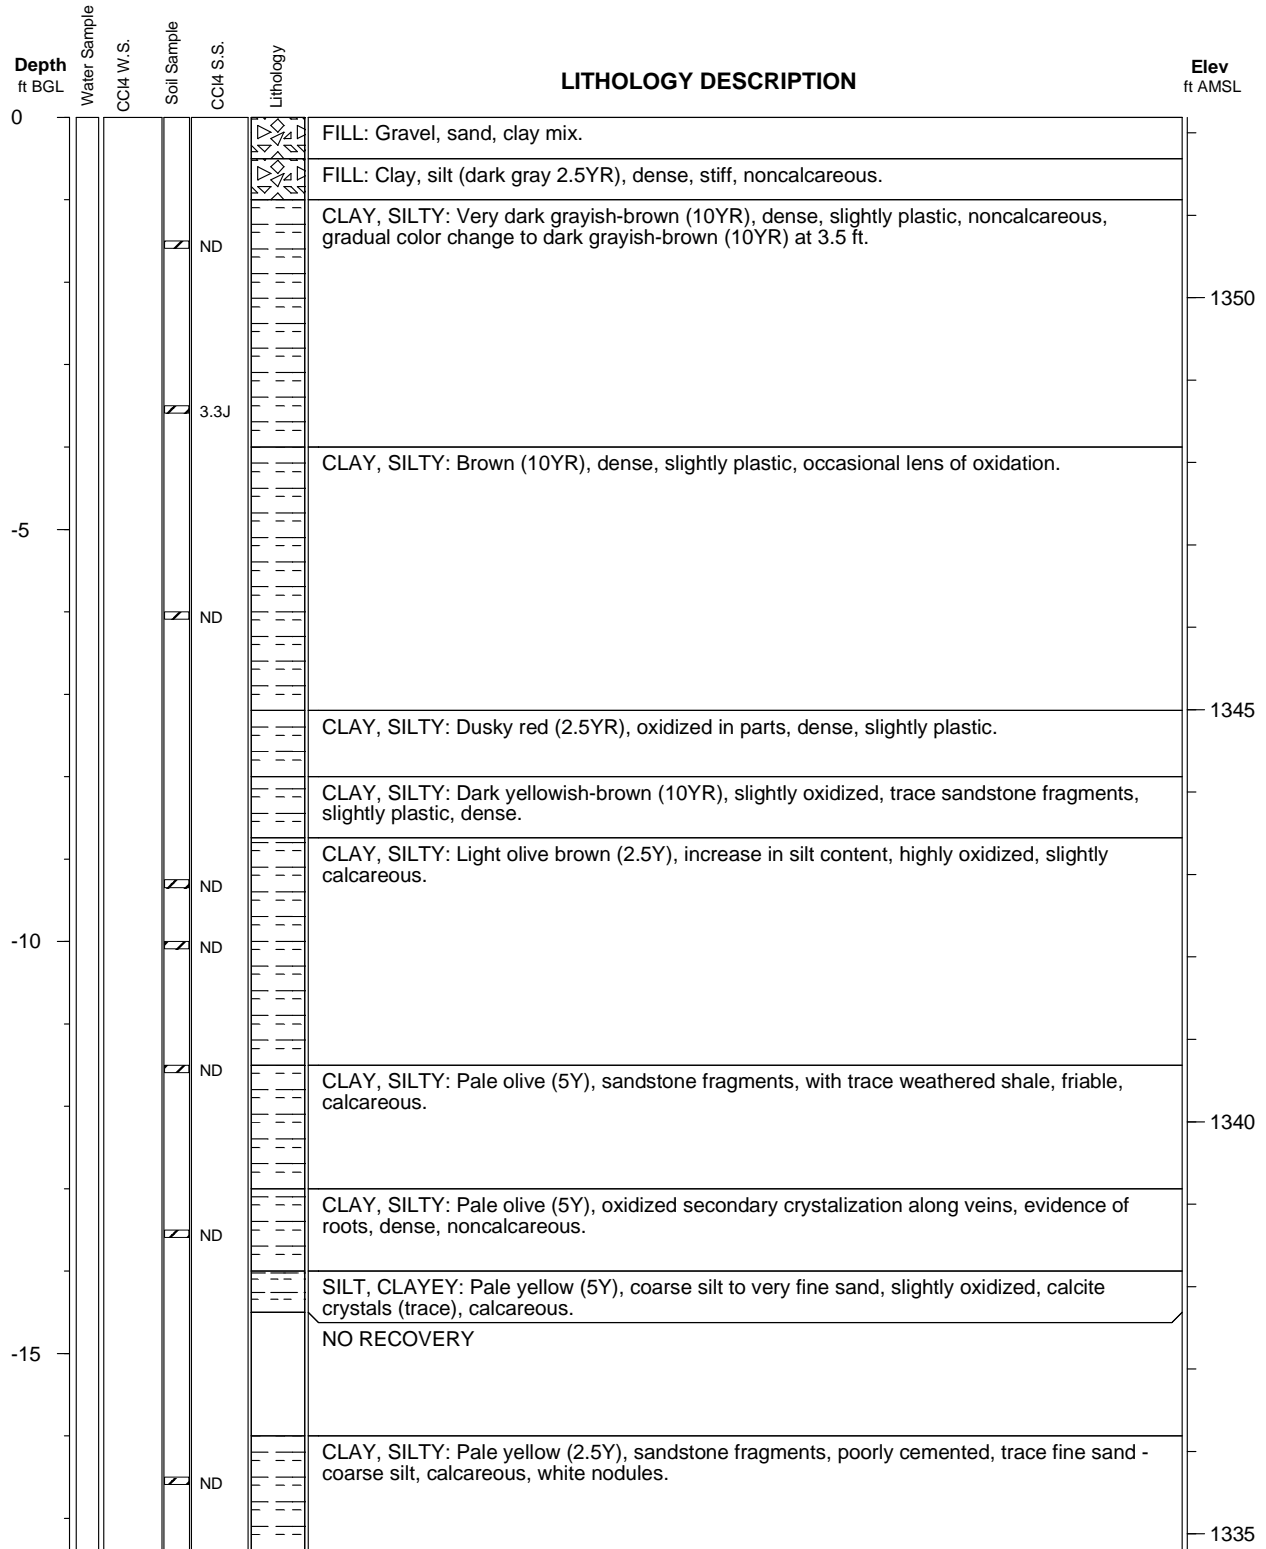 Depth
ft BGL
Water Sample
CCl4 W.S.
Soil Sample
CCl4 S.S.
Lithology
LITHOLOGY DESCRIPTION
Elev
ft AMSL
0
FILL: Gravel, sand, clay mix.
FILL: Clay, silt (dark gray 2.5YR), dense, stiff, noncalcareous.
CLAY, SILTY: Very dark grayish-brown (10YR), dense, slightly plastic, noncalcareous,
gradual color change to dark grayish-brown (10YR) at 3.5 ft.
ND
1350
3.3J
CLAY, SILTY: Brown (10YR), dense, slightly plastic, occasional lens of oxidation.
-5
ND
1345
CLAY, SILTY: Dusky red (2.5YR), oxidized in parts, dense, slightly plastic.
CLAY, SILTY: Dark yellowish-brown (10YR), slightly oxidized, trace sandstone fragments,
slightly plastic, dense.
CLAY, SILTY: Light olive brown (2.5Y), increase in silt content, highly oxidized, slightly
calcareous.
ND
-10
ND
ND
CLAY, SILTY: Pale olive (5Y), sandstone fragments, with trace weathered shale, friable,
calcareous.
1340
CLAY, SILTY: Pale olive (5Y), oxidized secondary crystalization along veins, evidence of
roots, dense, noncalcareous.
ND
SILT, CLAYEY: Pale yellow (5Y), coarse silt to very fine sand, slightly oxidized, calcite
crystals (trace), calcareous.
NO RECOVERY
-15
CLAY, SILTY: Pale yellow (2.5Y), sandstone fragments, poorly cemented, trace fine sand -
coarse silt, calcareous, white nodules.
ND
1335